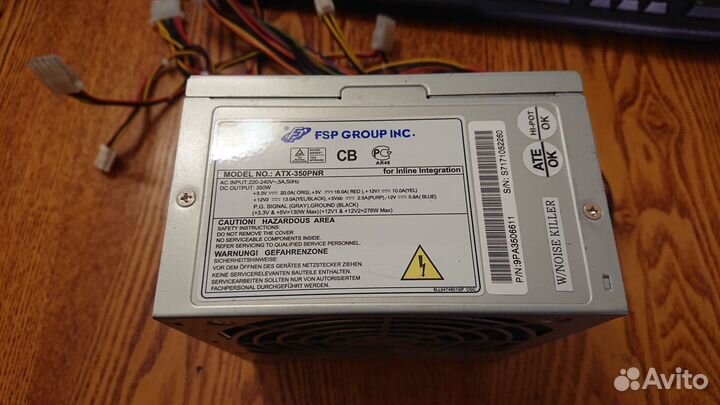 FSP GROUP INC.
CB
AR46
MODEL NO.: ATX-350PNR
for Inline Integration
AC INPUT:220-240V~,5A,50Hz
DC OUTPUT: 350W
+3.3V 20.0A(ORG), +5V 16.0A(RED), +12V1 10.0A(YEL)
+12V2 13.0A(YEL/BLACK), +5Vsb 2.5A(PURP), -12V 0.8A(BLUE)
P.G. SIGNAL (GRAY),GROUND (BLACK)
(+3.3V & +5V=130W Max)(+12V1 & +12V2=276W Max)
CAUTION! HAZARDOUS AREA
SAFETY INSTRUCTIONS:
DO NOT REMOVE THE COVER
NO SERVICEABLE COMPONENTS INSIDE.
REFER SERVICING TO QUALIFIED SERVICE PERSONNEL.
WARNUNG! GEFAHRENZONE
SICHERHEITSHINWEISE:
VOR DEM ÖFFNEN DES GERÄTES NETZSTECKER ZIEHEN
KEINE SERVICERELEVANTEN BAUTEILE ENTHALTEN.
SERVICEARBEITEN SOLLTEN NUR VON AUTORISIERTEM
FACHPERSONAL DURCHGEFÜHRT WERDEN.
S/N: S7171052260
P/N:9PA3506611
HI-POT
OK
ATE
OK
W/NOISE KILLER
Avito